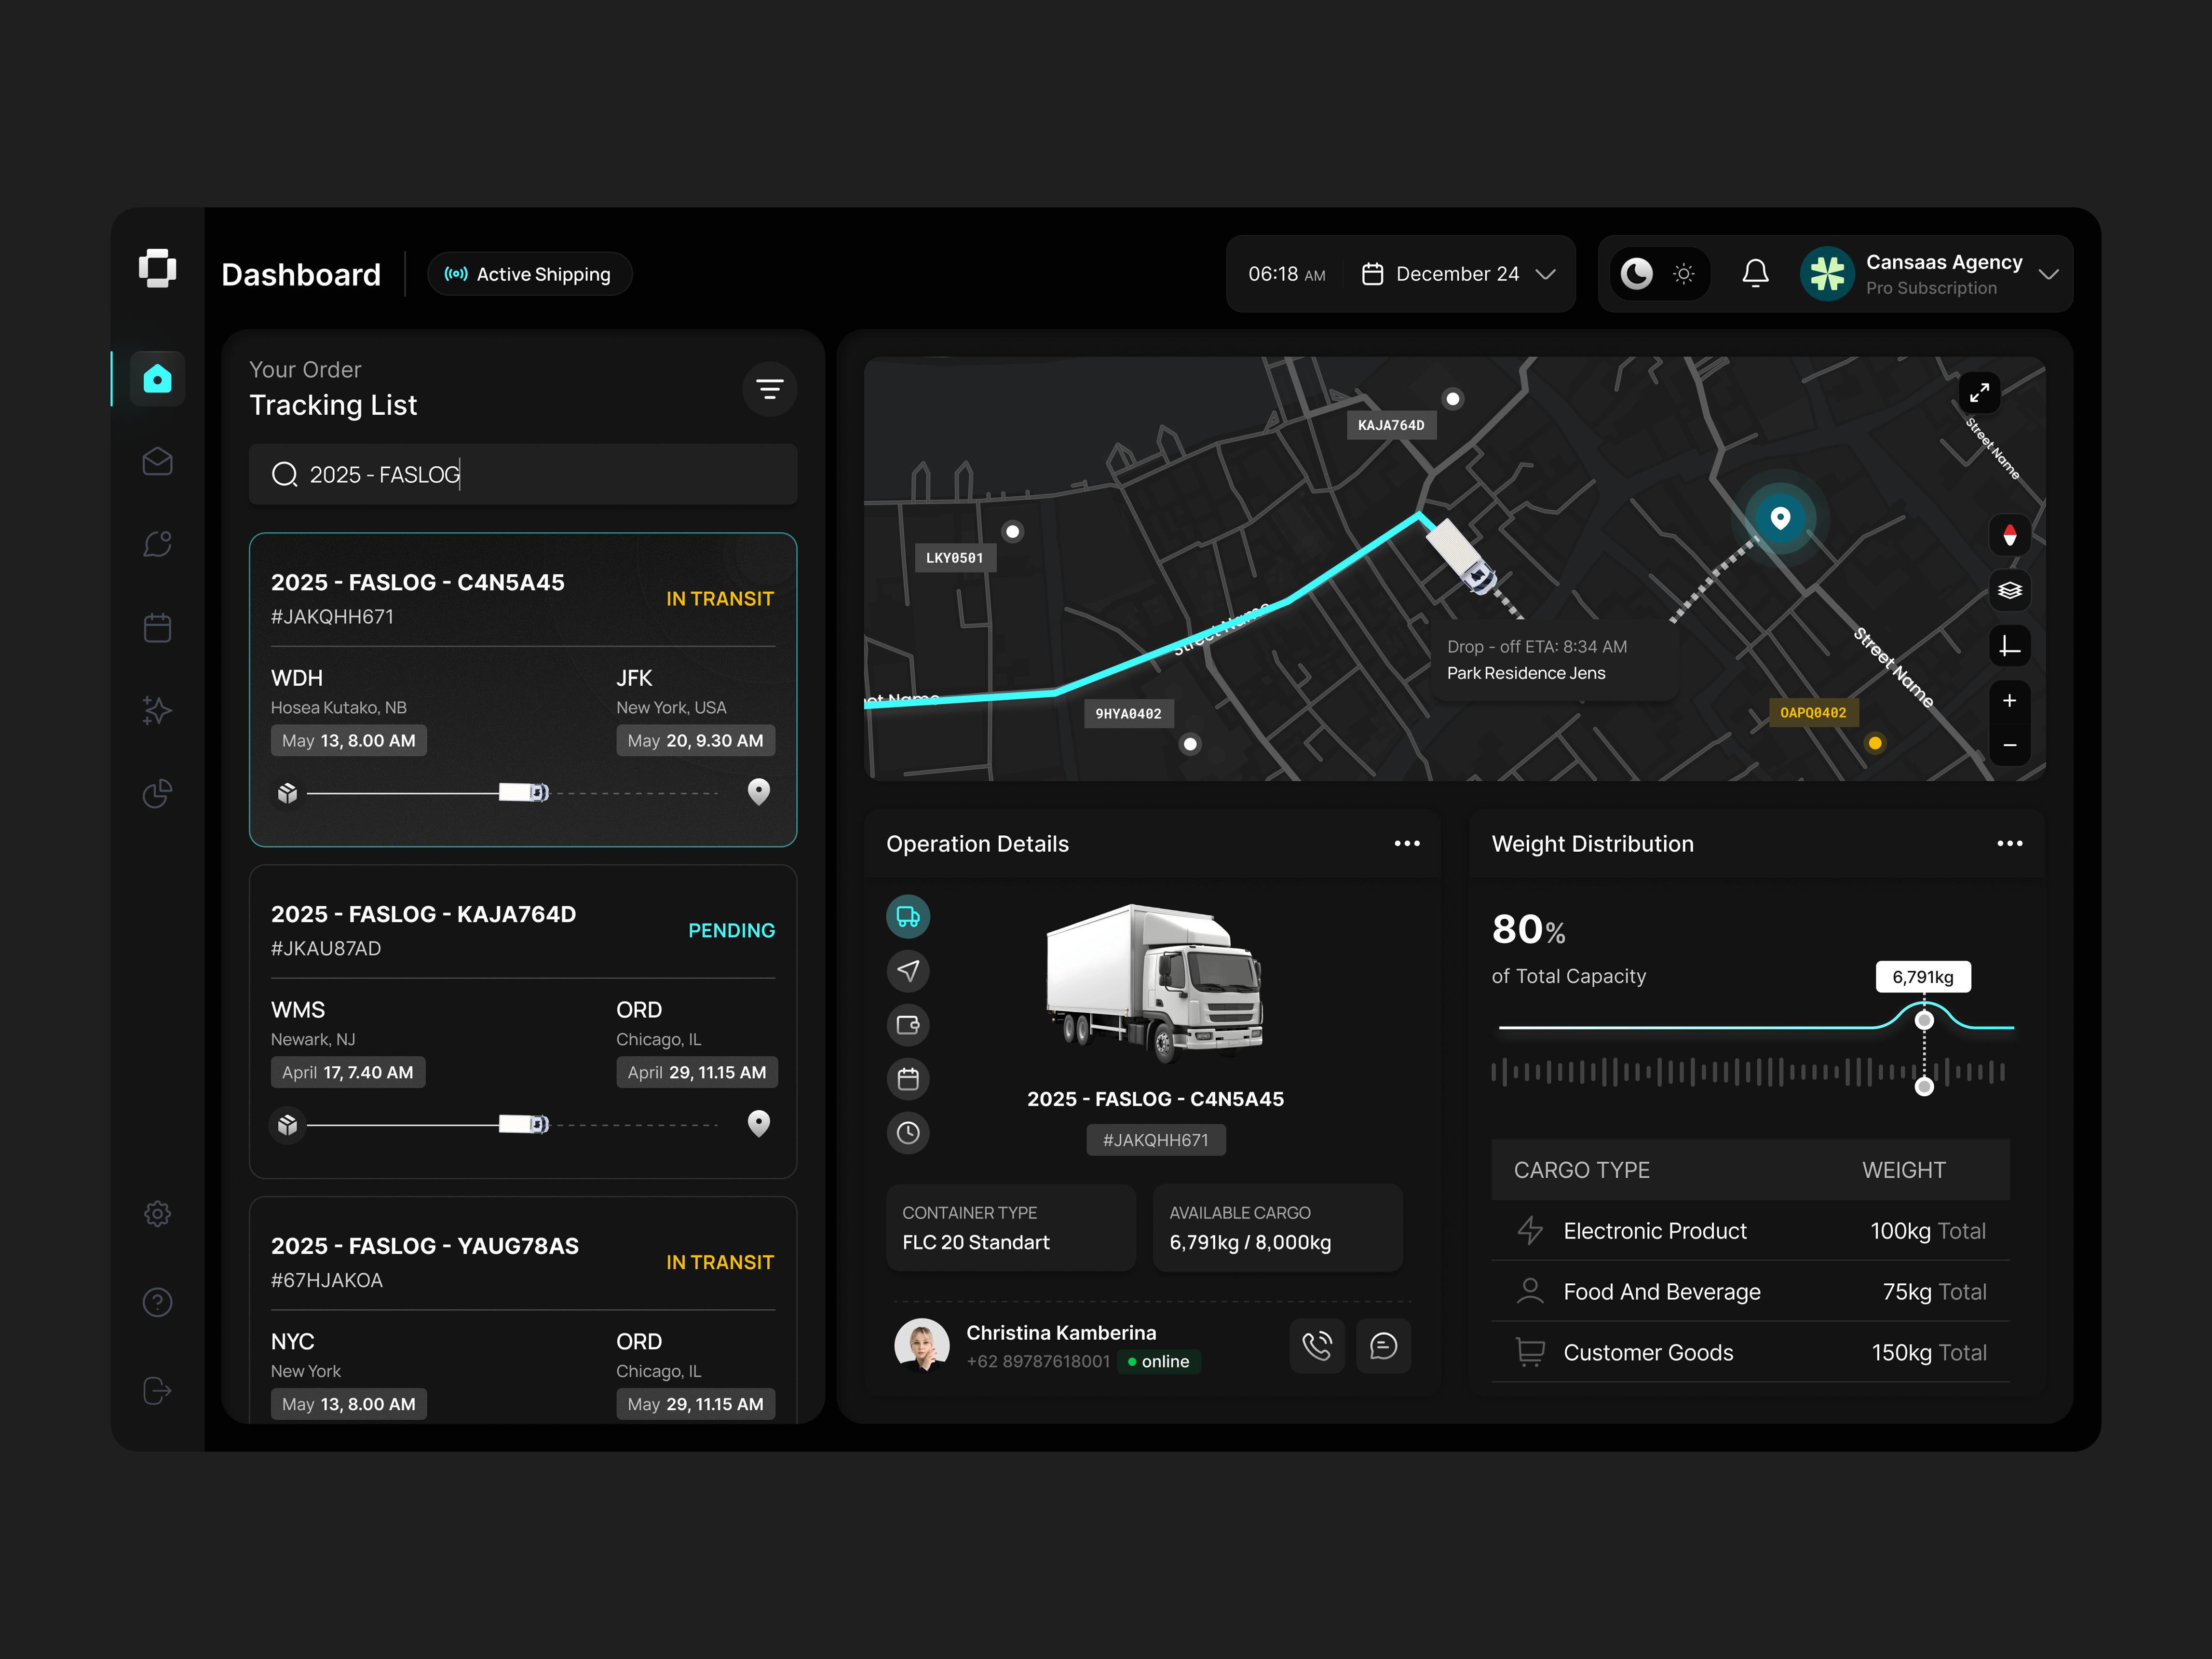 Dashboard
Active Shipping
06:18 AM
December 24
Cansaas Agency
Pro Subscription
Your Order
Tracking List
2025 - FASLOG
2025 - FASLOG - C4N5A45
#JAKQHH671
IN TRANSIT
WDH
Hosea Kutako, NB
May 13, 8.00 AM
JFK
New York, USA
May 20, 9.30 AM
2025 - FASLOG - KAJA764D
#JKAU87AD
PENDING
WMS
Newark, NJ
April 17, 7.40 AM
ORD
Chicago, IL
April 29, 11.15 AM
2025 - FASLOG - YAUG78AS
#67HJAKOA
IN TRANSIT
NYC
New York
May 13, 8.00 AM
ORD
Chicago, IL
May 29, 11.15 AM
KAJA764D
Street Name
LKY0501
Street Name
et Name
9HYA0402
Drop - off ETA: 8:34 AM
Park Residence Jens
Street Name
OAPQ0402
Operation Details
2025 - FASLOG - C4N5A45
#JAKQHH671
CONTAINER TYPE
FLC 20 Standart
AVAILABLE CARGO
6,791kg / 8,000kg
Christina Kamberina
+62 89787618001
online
Weight Distribution
80%
of Total Capacity
6,791kg
CARGO TYPE WEIGHT
Electronic Product 100kg Total
Food And Beverage 75kg Total
Customer Goods 150kg Total